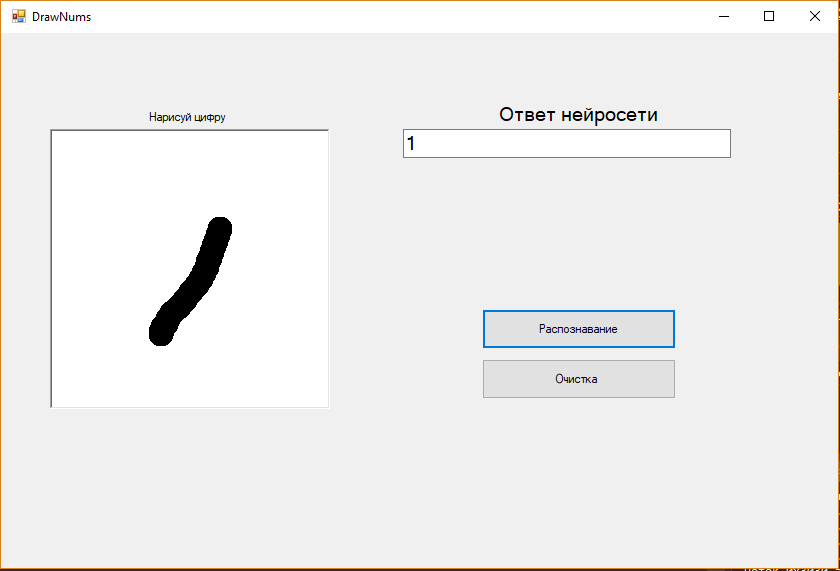 DrawNums
Нарисуй цифру
Ответ нейросети
1
Распознавание
Очистка